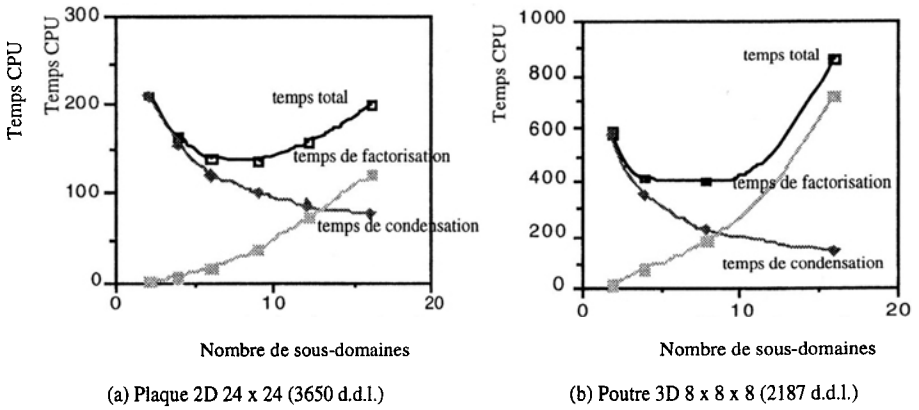 Temps CPU
Temps CPU
300
200
100
0
0
10
20
temps total
temps de factorisation
temps de condensation
Nombre de sous-domaines
(a) Plaque 2D 24 x 24 (3650 d.d.l.)
Temps CPU
1000
800
600
400
200
0
0
10
20
temps total
temps de factorisation
temps de condensation
Nombre de sous-domaines
(b) Poutre 3D 8 x 8 x 8 (2187 d.d.l.)